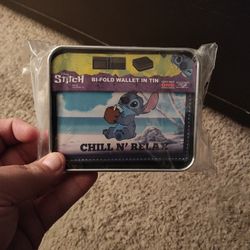 STITCH
BI-FOLD WALLET IN TIN
CHILL N' RELAX